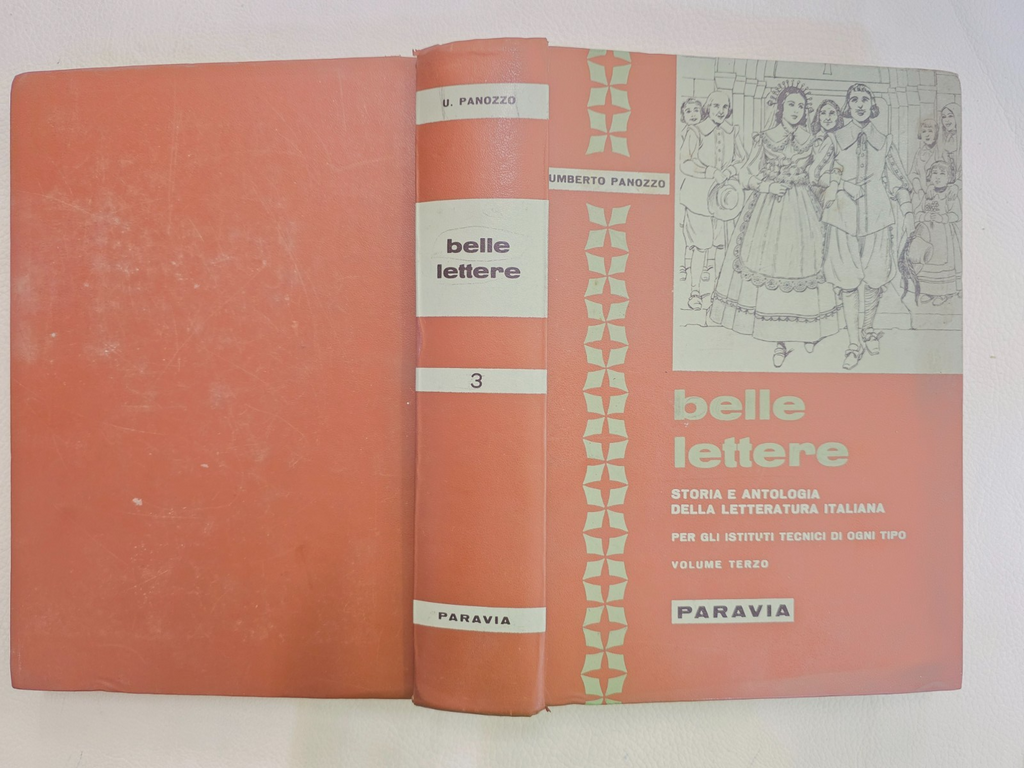 U. PANOZZO
belle
lettere
3
PARAVIA
UMBERTO PANOZZO
belle
lettere
STORIA E ANTOLOGIA
DELLA LETTERATURA ITALIANA
PER GLI ISTITUTI TECNICI DI OGNI TIPO
VOLUME TERZO
PARAVIA